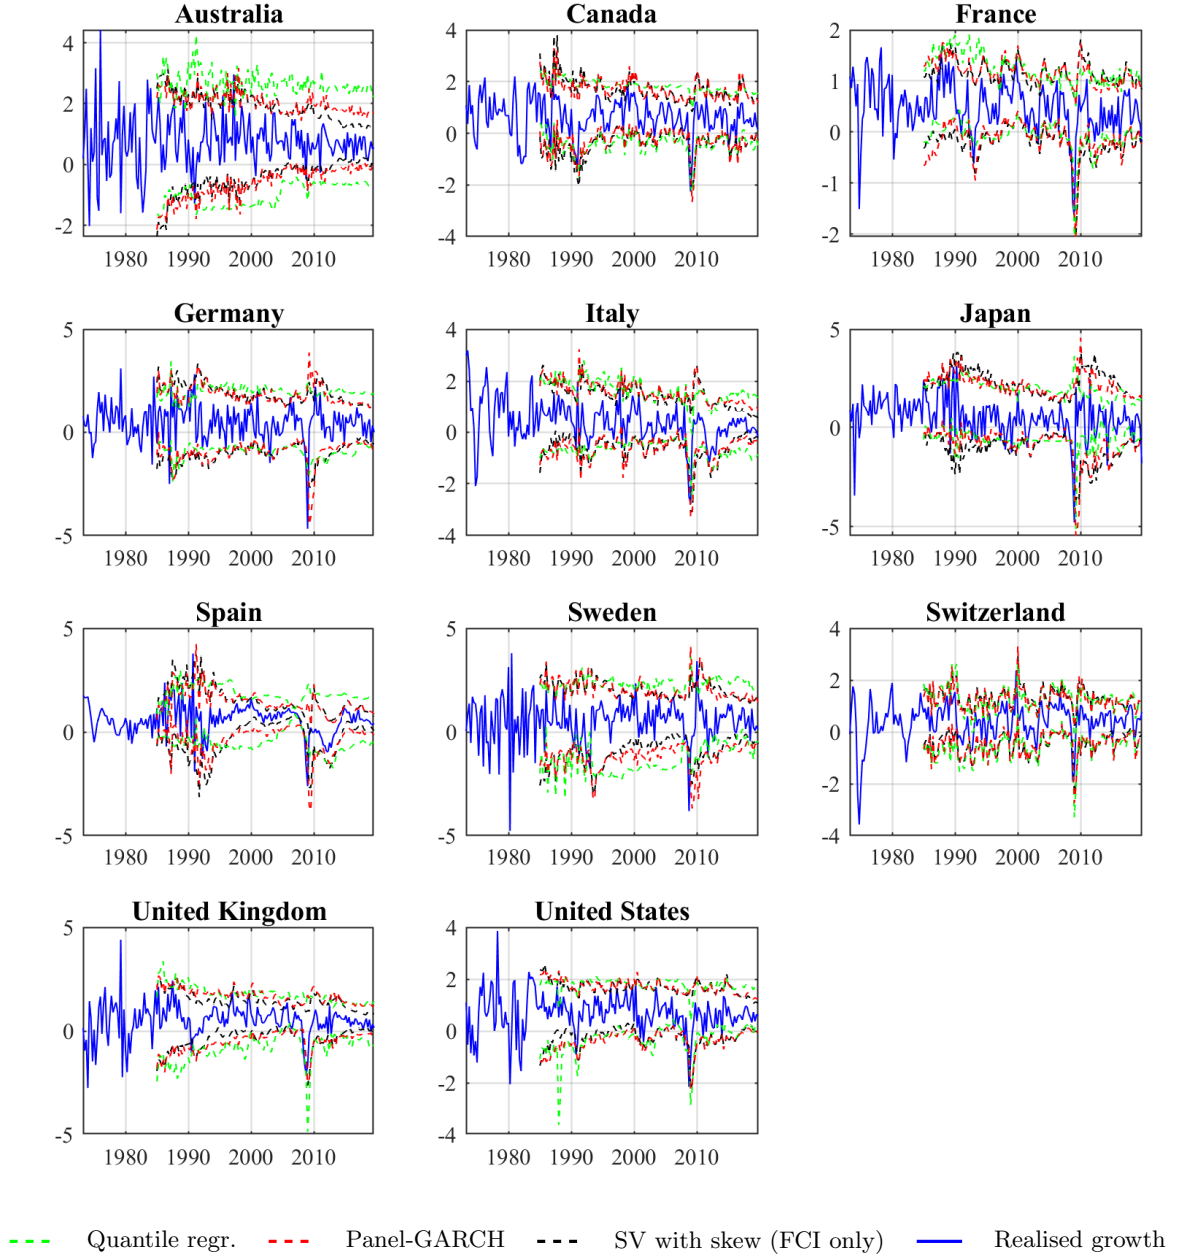 Australia
4
2
0
-2
1980 1990 2000 2010
Canada
4
2
0
-2
-4
1980 1990 2000 2010
France
2
1
0
-1
-2
1980 1990 2000 2010
Germany
5
0
-5
1980 1990 2000 2010
Italy
4
2
0
-2
-4
1980 1990 2000 2010
Japan
5
0
-5
1980 1990 2000 2010
Spain
5
0
-5
1980 1990 2000 2010
Sweden
5
0
-5
1980 1990 2000 2010
Switzerland
4
2
0
-2
-4
1980 1990 2000 2010
United Kingdom
5
0
-5
1980 1990 2000 2010
United States
4
2
0
-2
-4
1980 1990 2000 2010
Quantile regr. Panel-GARCH SV with skew (FCI only) Realised growth